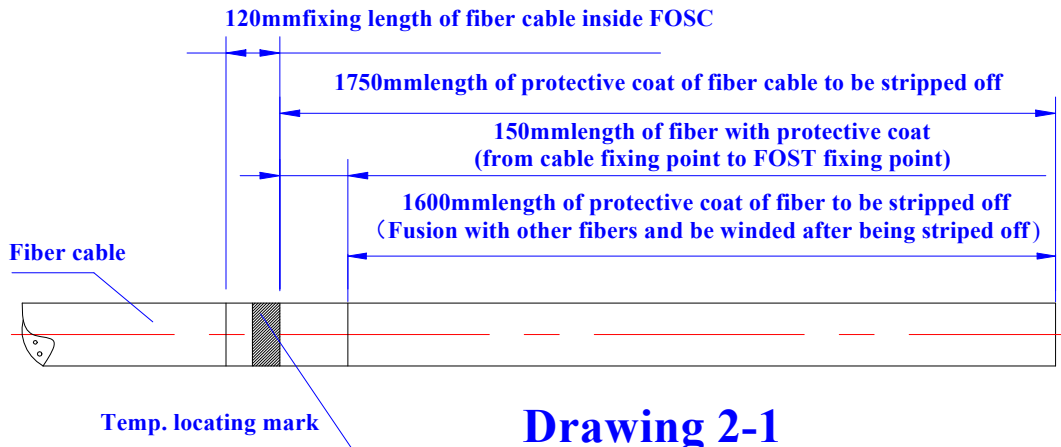 120mmfixing length of fiber cable inside FOSC
1750mmlength of protective coat of fiber cable to be stripped off
150mmlength of fiber with protective coat
(from cable fixing point to FOST fixing point)
1600mmlength of protective coat of fiber to be stripped off
（Fusion with other fibers and be winded after being striped off）
Fiber cable
Temp. locating mark
Drawing 2-1